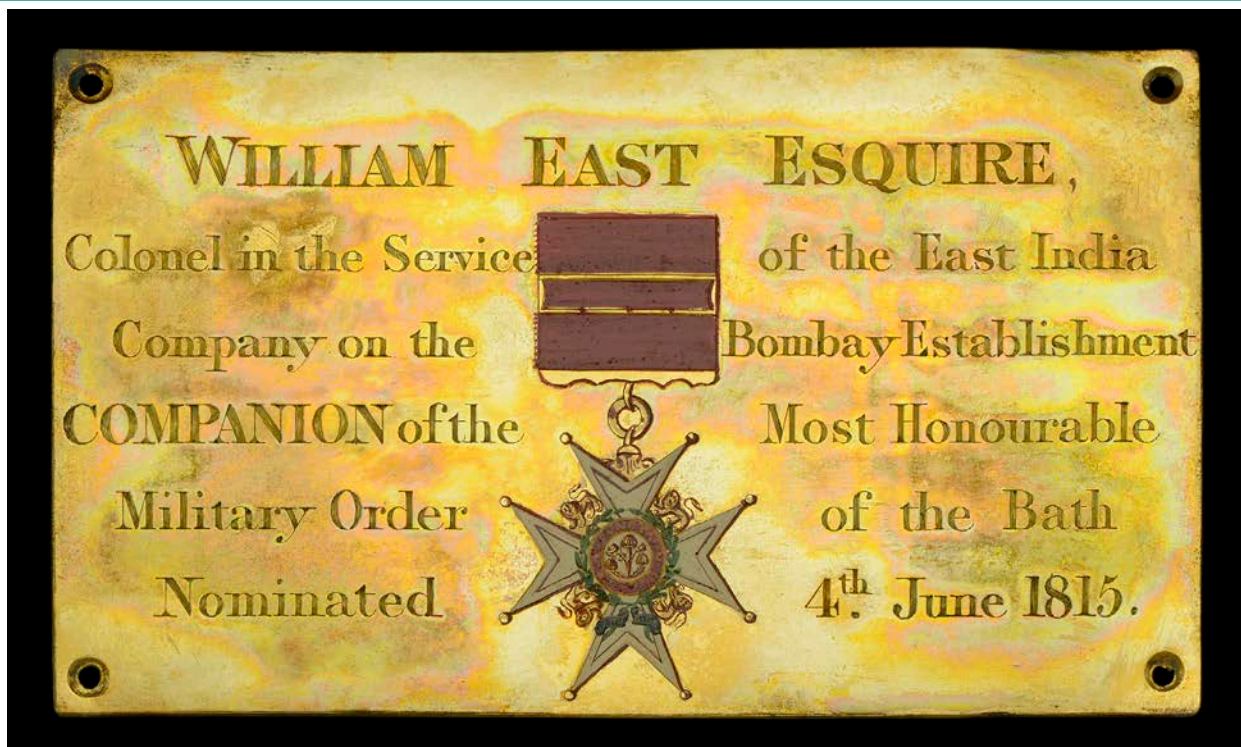 WILLIAM EAST ESQUIRE,
Colonel in the Service of the East India
Company on the Bombay Establishment
COMPANION of the Most Honourable
Military Order of the Bath
Nominated 4th. June 1815.